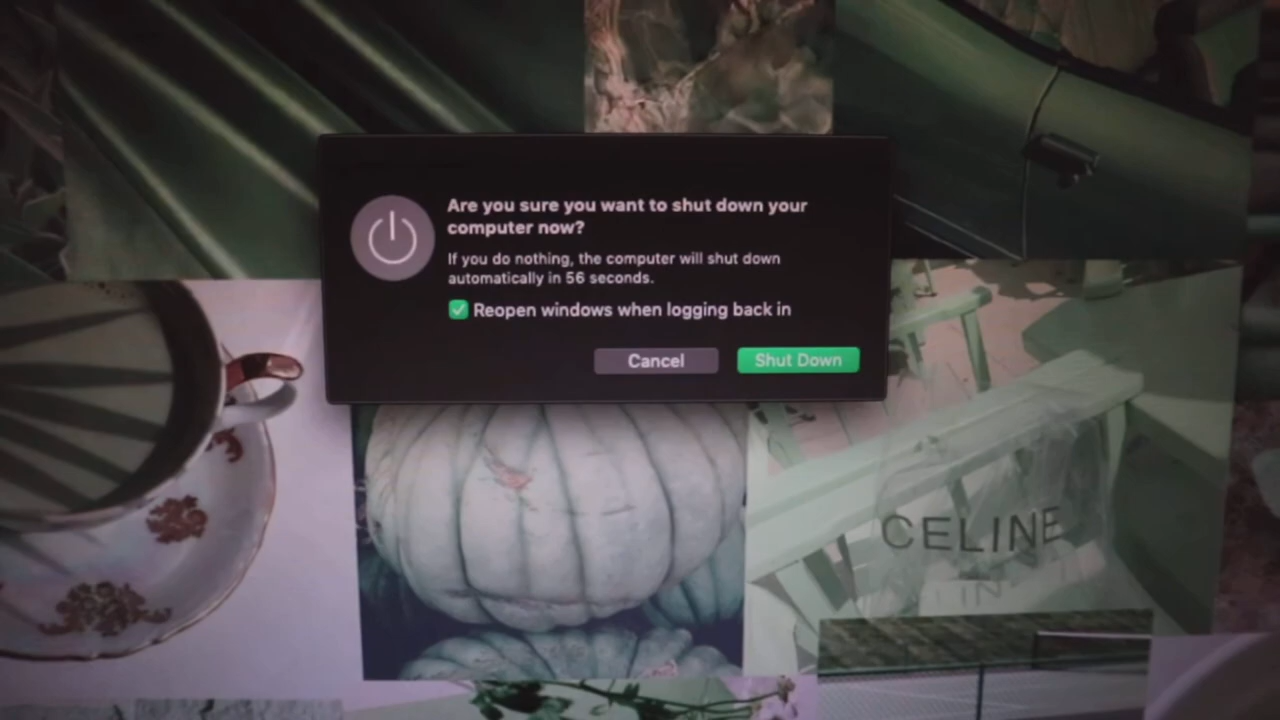 Are you sure you want to shut down your
computer now?
If you do nothing, the computer will shut down
automatically in 56 seconds.
Reopen windows when logging back in
Cancel
Shut Down
CELINE